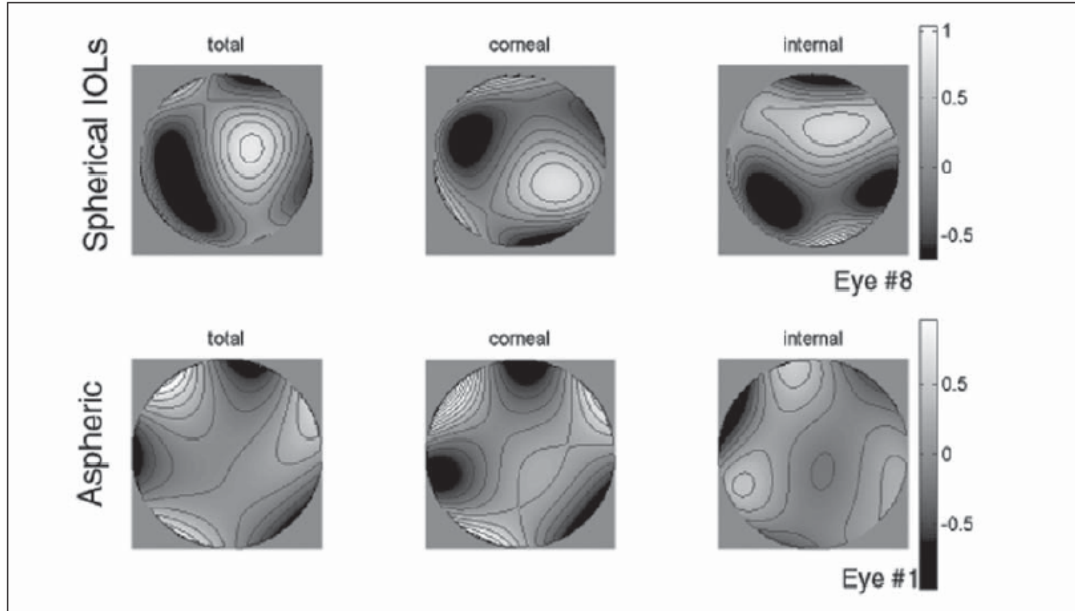 Spherical IOLs
total
corneal
internal
1
0.5
0
-0.5
Eye #8
Aspheric
total
corneal
internal
0.5
0
-0.5
Eye #1